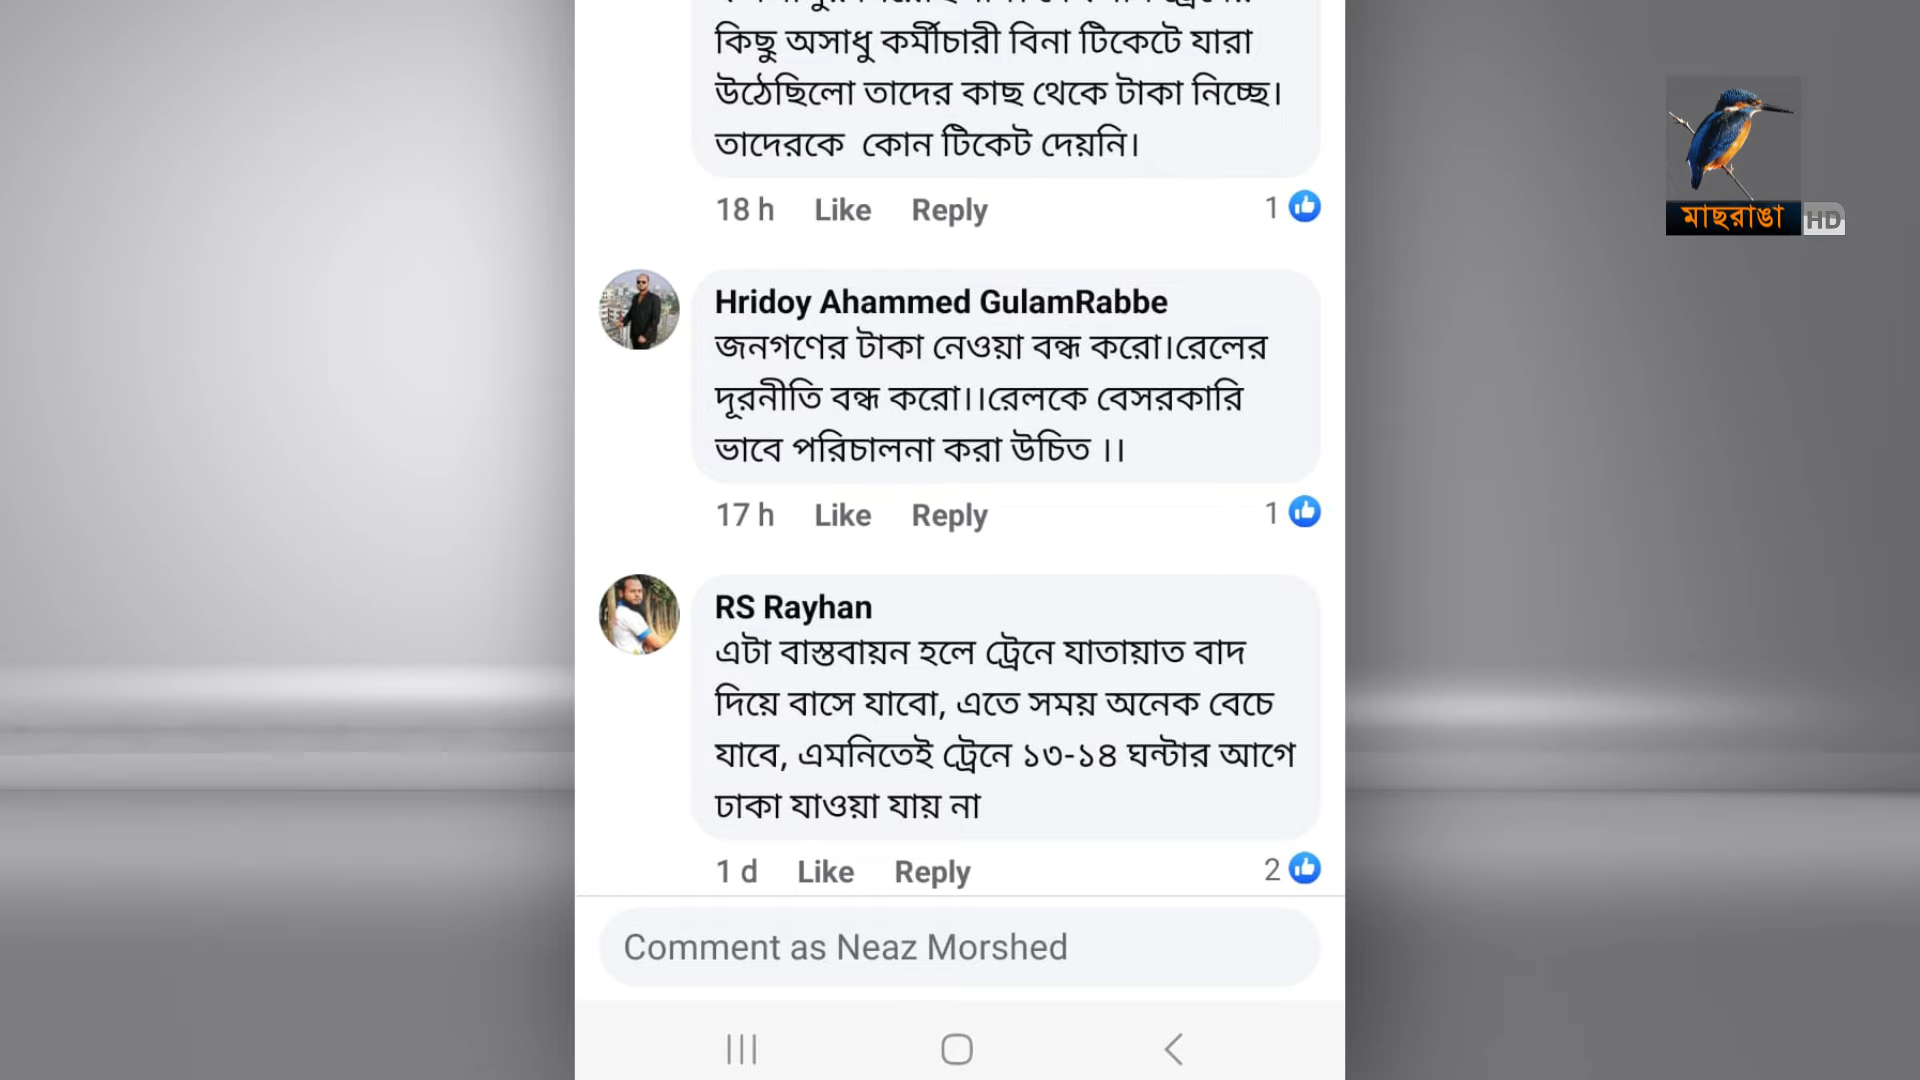 কিছু অসাধু কর্মীচারী বিনা টিকেটে যারা
উঠেছিলো তাদের কাছ থেকে টাকা নিচ্ছে।
তাদেরকে কোন টিকেট দেয়নি।
18 h Like Reply 1
Hridoy Ahammed GulamRabbe
জনগণের টাকা নেওয়া বন্ধ করো।রেলের
দূরনীতি বন্ধ করো।।রেলকে বেসরকারি
ভাবে পরিচালনা করা উচিত ।।
17 h Like Reply 1
RS Rayhan
এটা বাস্তবায়ন হলে ট্রেনে যাতায়াত বাদ
দিয়ে বাসে যাবো, এতে সময় অনেক বেচে
যাবে, এমনিতেই ট্রেনে ১৩-১৪ ঘন্টার আগে
ঢাকা যাওয়া যায় না
1 d Like Reply 2
Comment as Neaz Morshed
মাছরাঙা HD